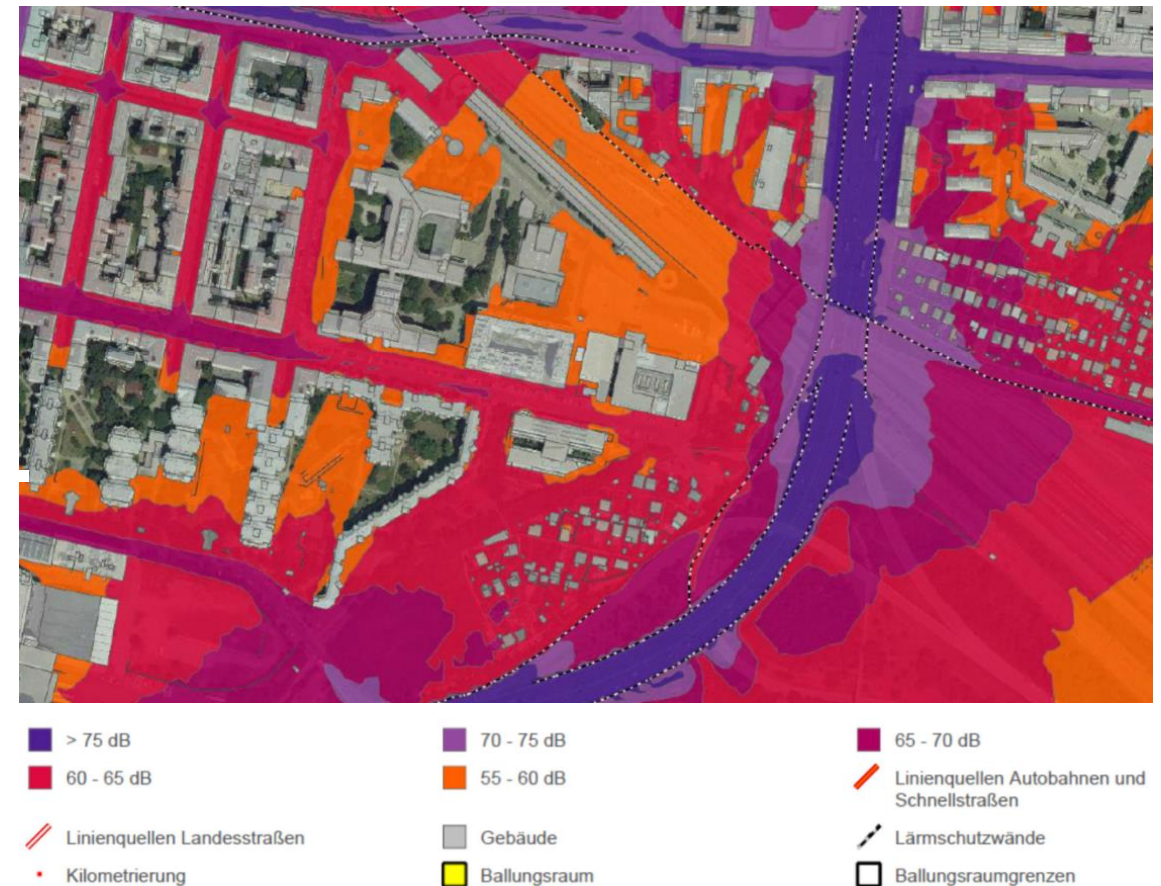 > 75 dB
70 - 75 dB
65 - 70 dB
60 - 65 dB
55 - 60 dB
Linienquellen Autobahnen und
Schnellstraßen
Linienquellen Landesstraßen
Gebäude
Lärmschutzwände
Kilometrierung
Ballungsraum
Ballungsraumgrenzen